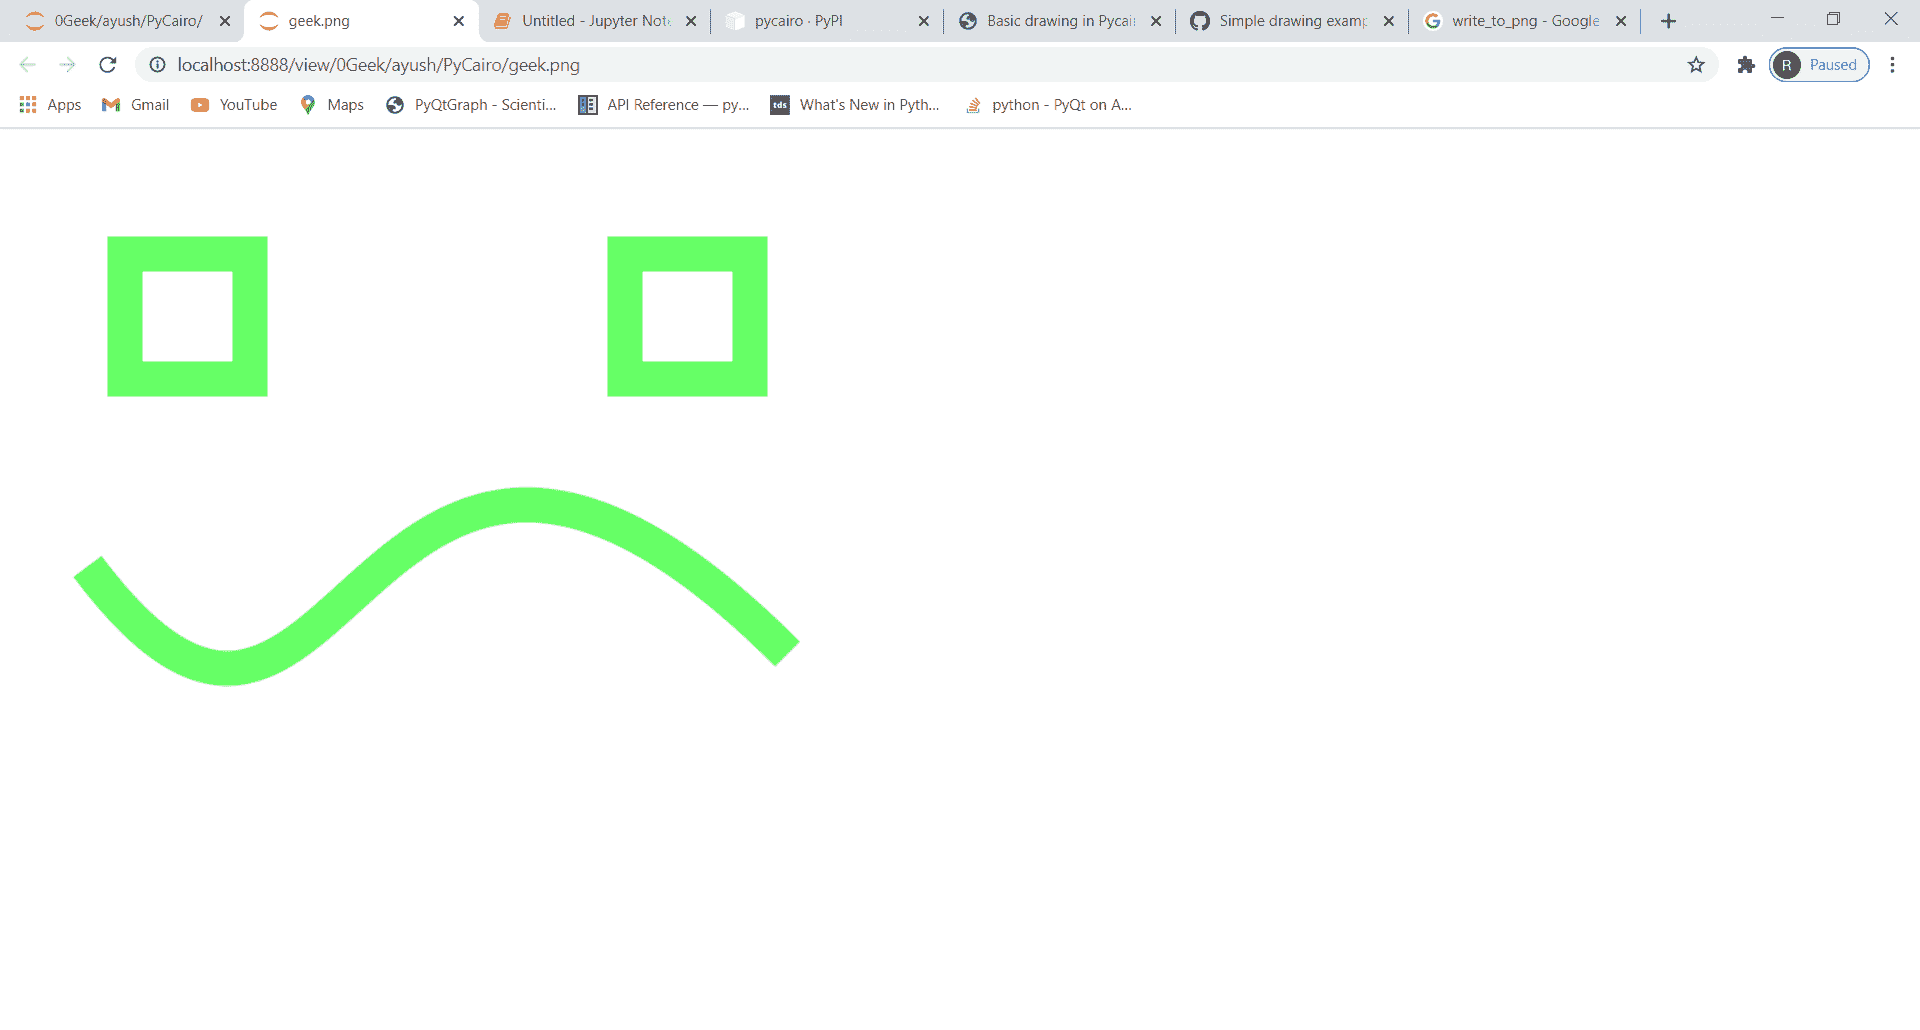 0Geek/ayush/PyCairo/ geek.png Untitled - Jupyter Not pycairo · PyPI Basic drawing in Pycai Simple drawing examp write_to_png - Google
localhost:8888/view/0Geek/ayush/PyCairo/geek.png R Paused
Apps Gmail YouTube Maps PyQtGraph - Scienti... API Reference — py... tds What's New in Pyth... python - PyQt on A...